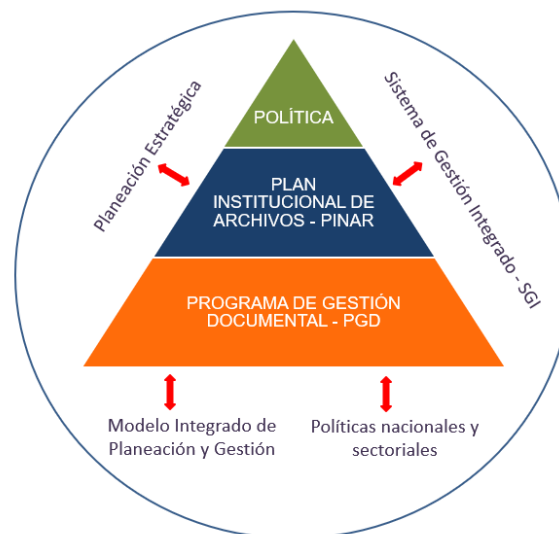 POLÍTICA
Planeación Estratégica
Sistema de Gestión Integrado - SGI
PLAN
INSTITUCIONAL DE
ARCHIVOS - PINAR
PROGRAMA DE GESTIÓN
DOCUMENTAL - PGD
Modelo Integrado de
Planeación y Gestión
Políticas nacionales y
sectoriales